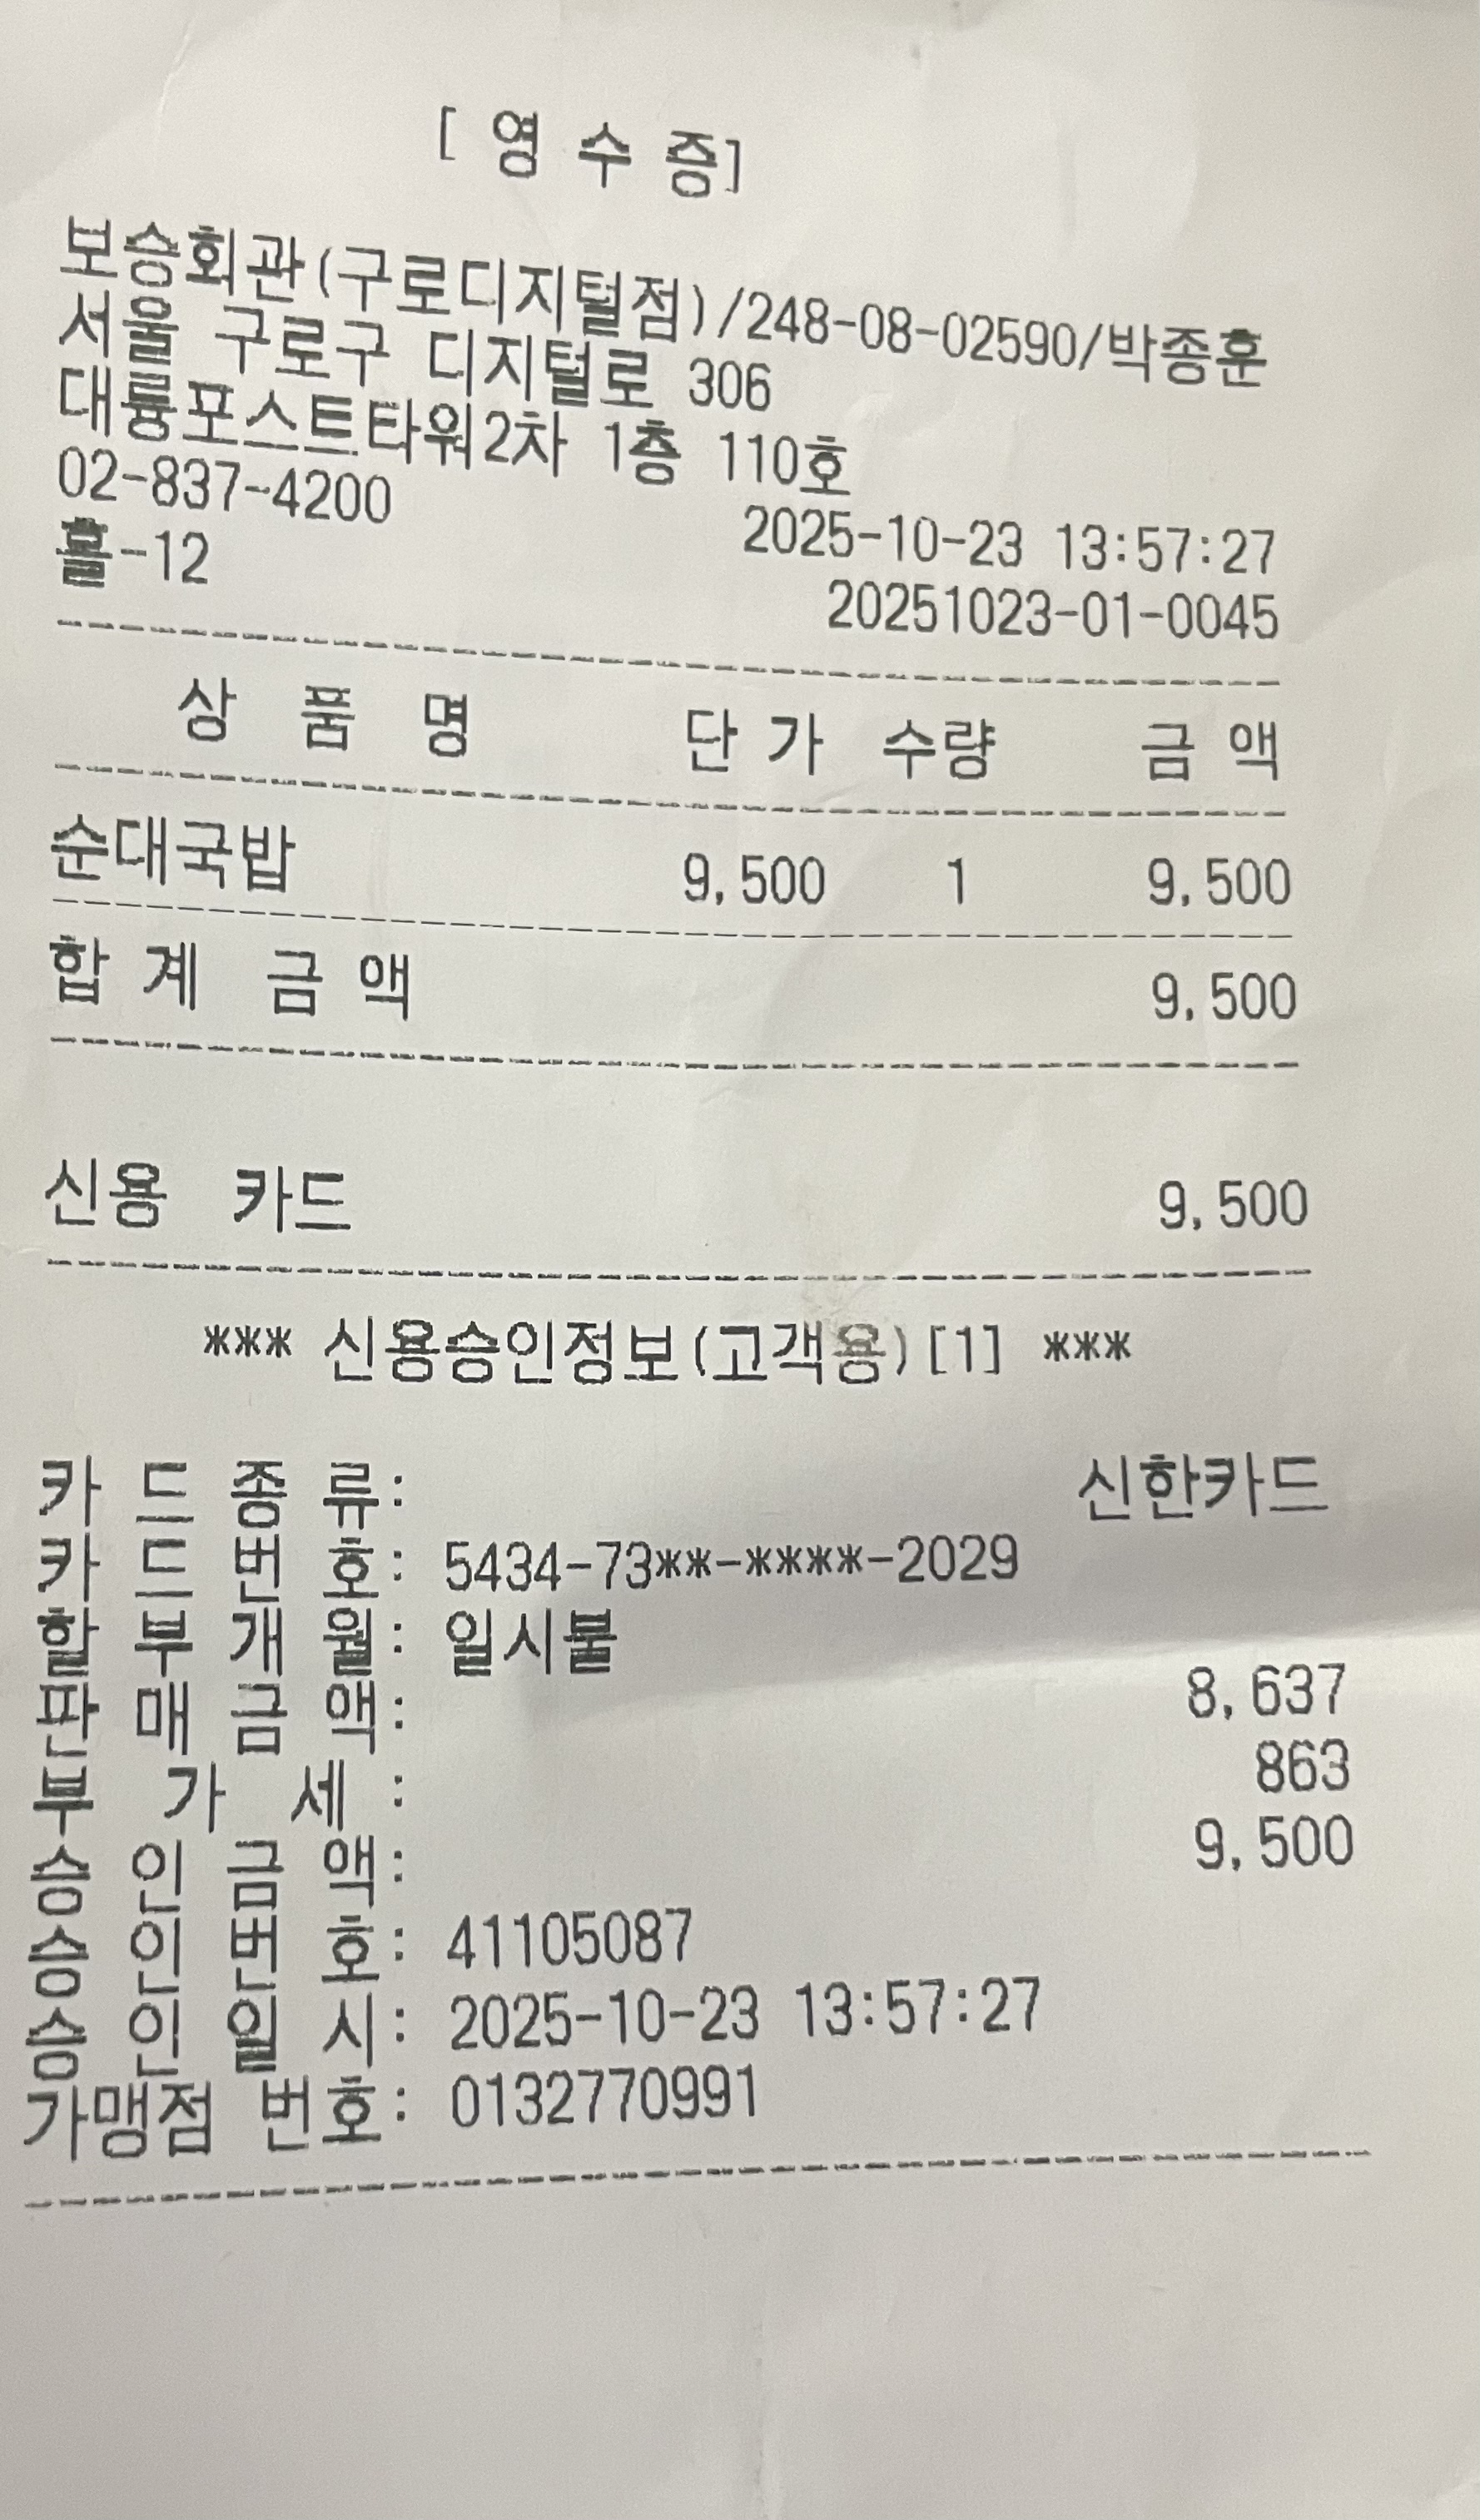 [ 영 수 증]
보승회관(구로디지털점)/248-08-02590/박종훈
서울 구로구 디지털로 306
대륭포스트타워2차 1층 110호
02-837-4200
2025-10-23 13:57:27
홀-12
20251023-01-0045
상 품 명 단 가 수량 금 액
순대국밥 9,500 1 9,500
합 계 금 액 9,500
신용 카드 9,500
*** 신용승인정보(고객용)[1] ***
카 드 종 류: 신한카드
카 드 번 호: 5434-73**-****-2029
할 부 개 월: 일시불
판 매 금 액: 8,637
부 가 세 : 863
승 인 금 액: 9,500
승 인 번 호: 41105087
승 인 일 시: 2025-10-23 13:57:27
가맹점 번호: 0132770991